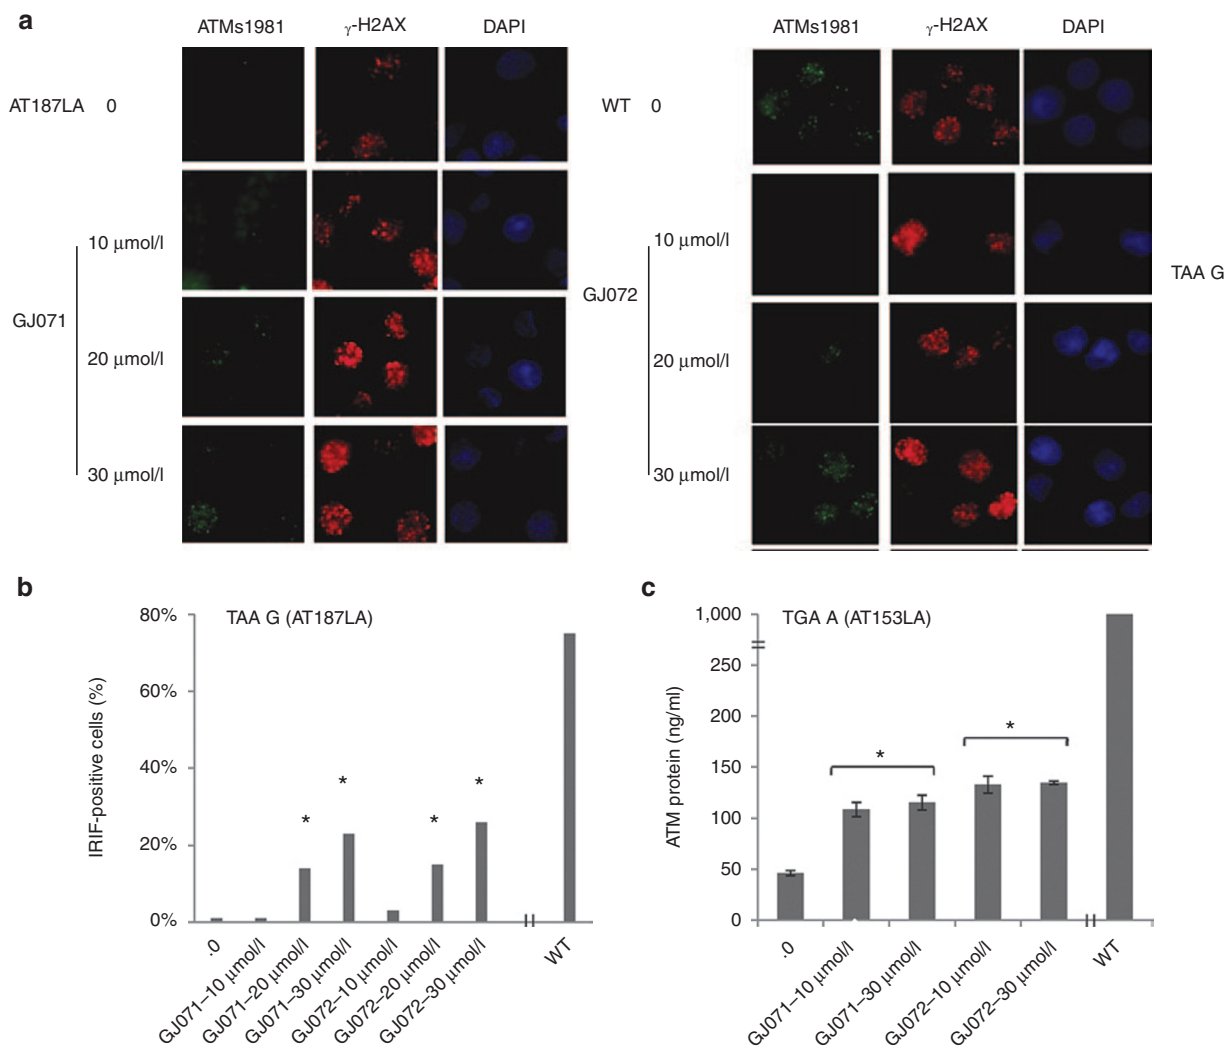 a
ATMs1981 γ-H2AX DAPI
ATMs1981 γ-H2AX DAPI
AT187LA 0
WT 0
GJ071
10 μmol/l
20 μmol/l
30 μmol/l
GJ072
10 μmol/l
20 μmol/l
30 μmol/l
TAA G
b
TAA G (AT187LA)
IRIF-positive cells (%)
80%
60%
40%
20%
0%
* * * *
.0
GJ071–10 μmol/l
GJ071–20 μmol/l
GJ071–30 μmol/l
GJ072–10 μmol/l
GJ072–20 μmol/l
GJ072–30 μmol/l
WT
c
TGA A (AT153LA)
ATM protein (ng/ml)
1,000
250
200
150
100
50
0
* *
.0
GJ071–10 μmol/l
GJ071–30 μmol/l
GJ072–10 μmol/l
GJ072–30 μmol/l
WT